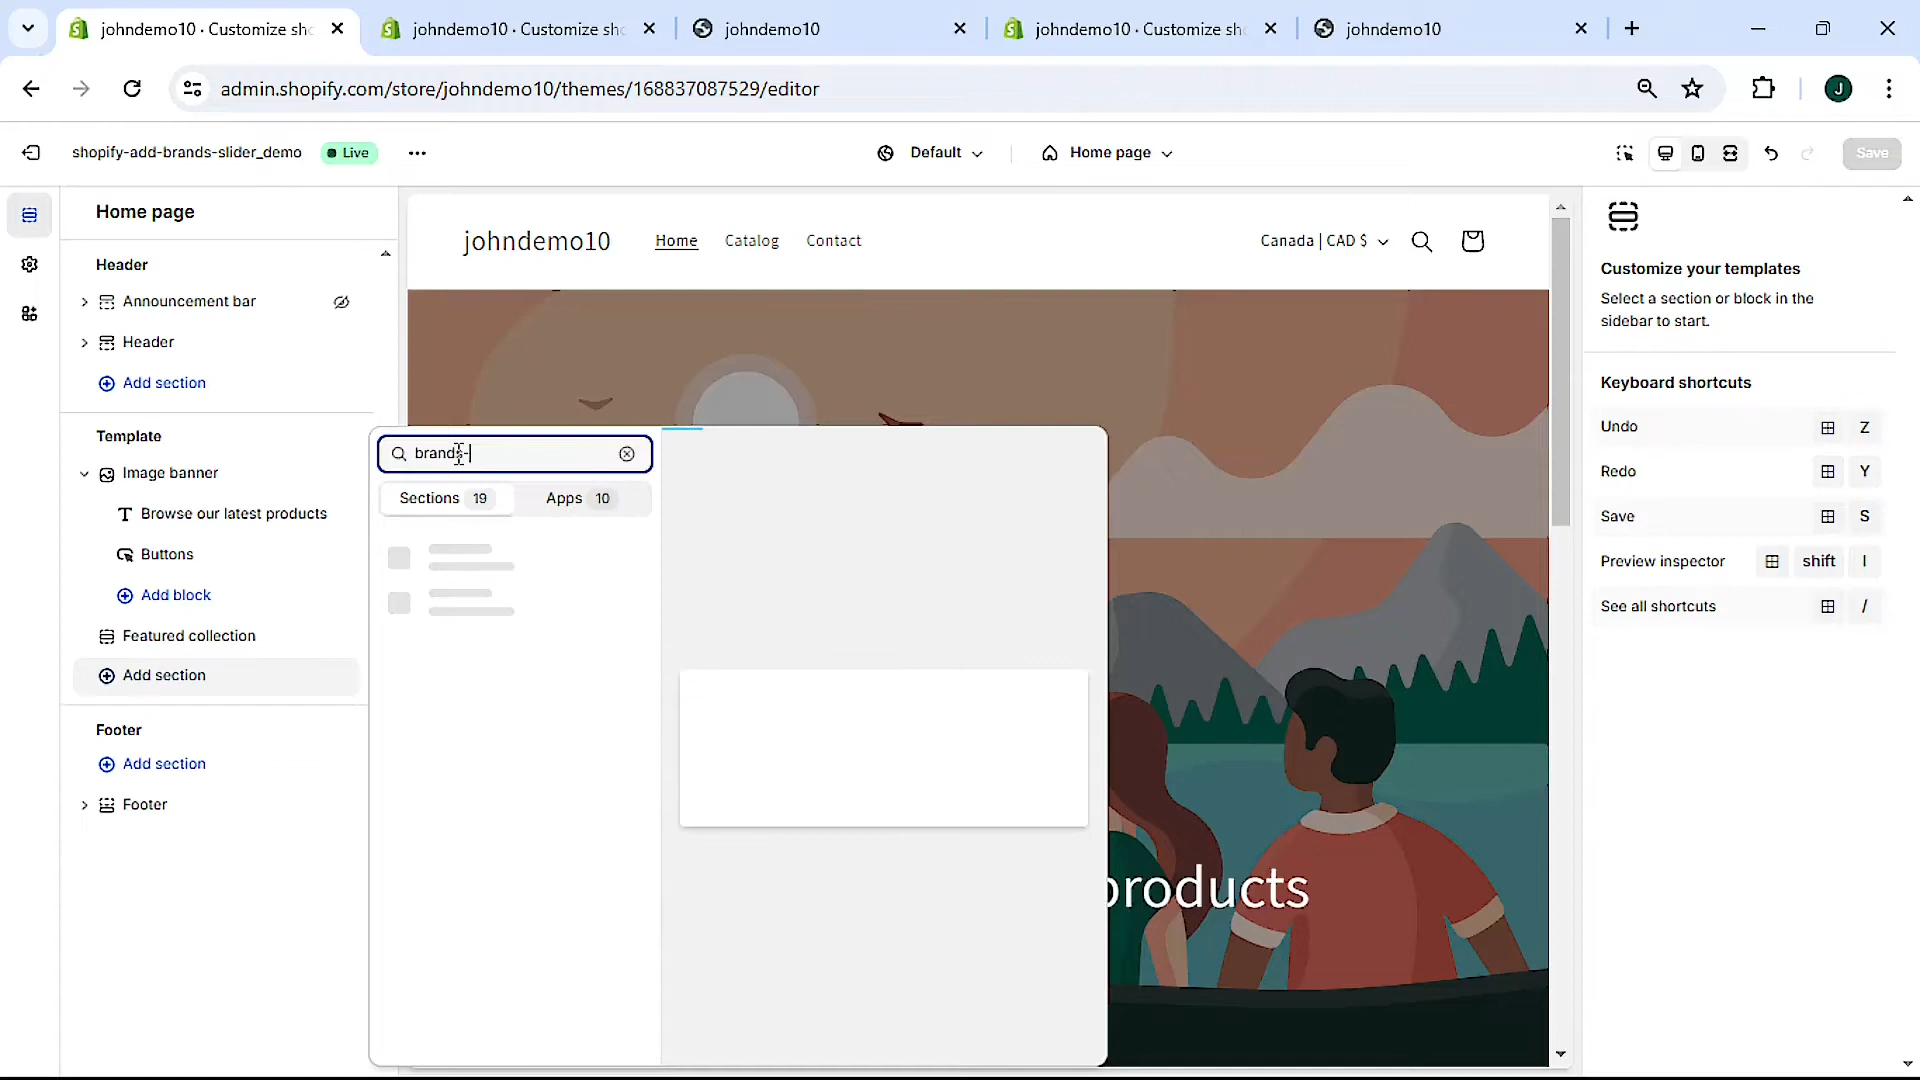 johndemo10 · Customize sh
johndemo10 · Customize sh
johndemo10
johndemo10 · Customize sh
johndemo10
admin.shopify.com/store/johndemo10/themes/168837087529/editor
J
shopify-add-brands-slider_demo
Live
Default
Home page
Save
Home page
Header
Announcement bar
Header
Add section
Template
Image banner
Browse our latest products
Buttons
Add block
Featured collection
Add section
Footer
Add section
Footer
brands-
Sections 19
Apps 10
johndemo10
Home
Catalog
Contact
Canada | CAD $
products
Customize your templates
Select a section or block in the
sidebar to start.
Keyboard shortcuts
Undo Z
Redo Y
Save S
Preview inspector shift I
See all shortcuts /